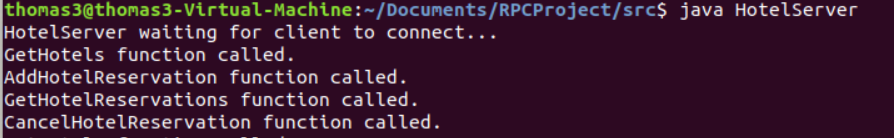 thomas3@thomas3-Virtual-Machine:~/Documents/RPCProject/src$ java HotelServer
HotelServer waiting for client to connect...
GetHotels function called.
AddHotelReservation function called.
GetHotelReservations function called.
CancelHotelReservation function called.